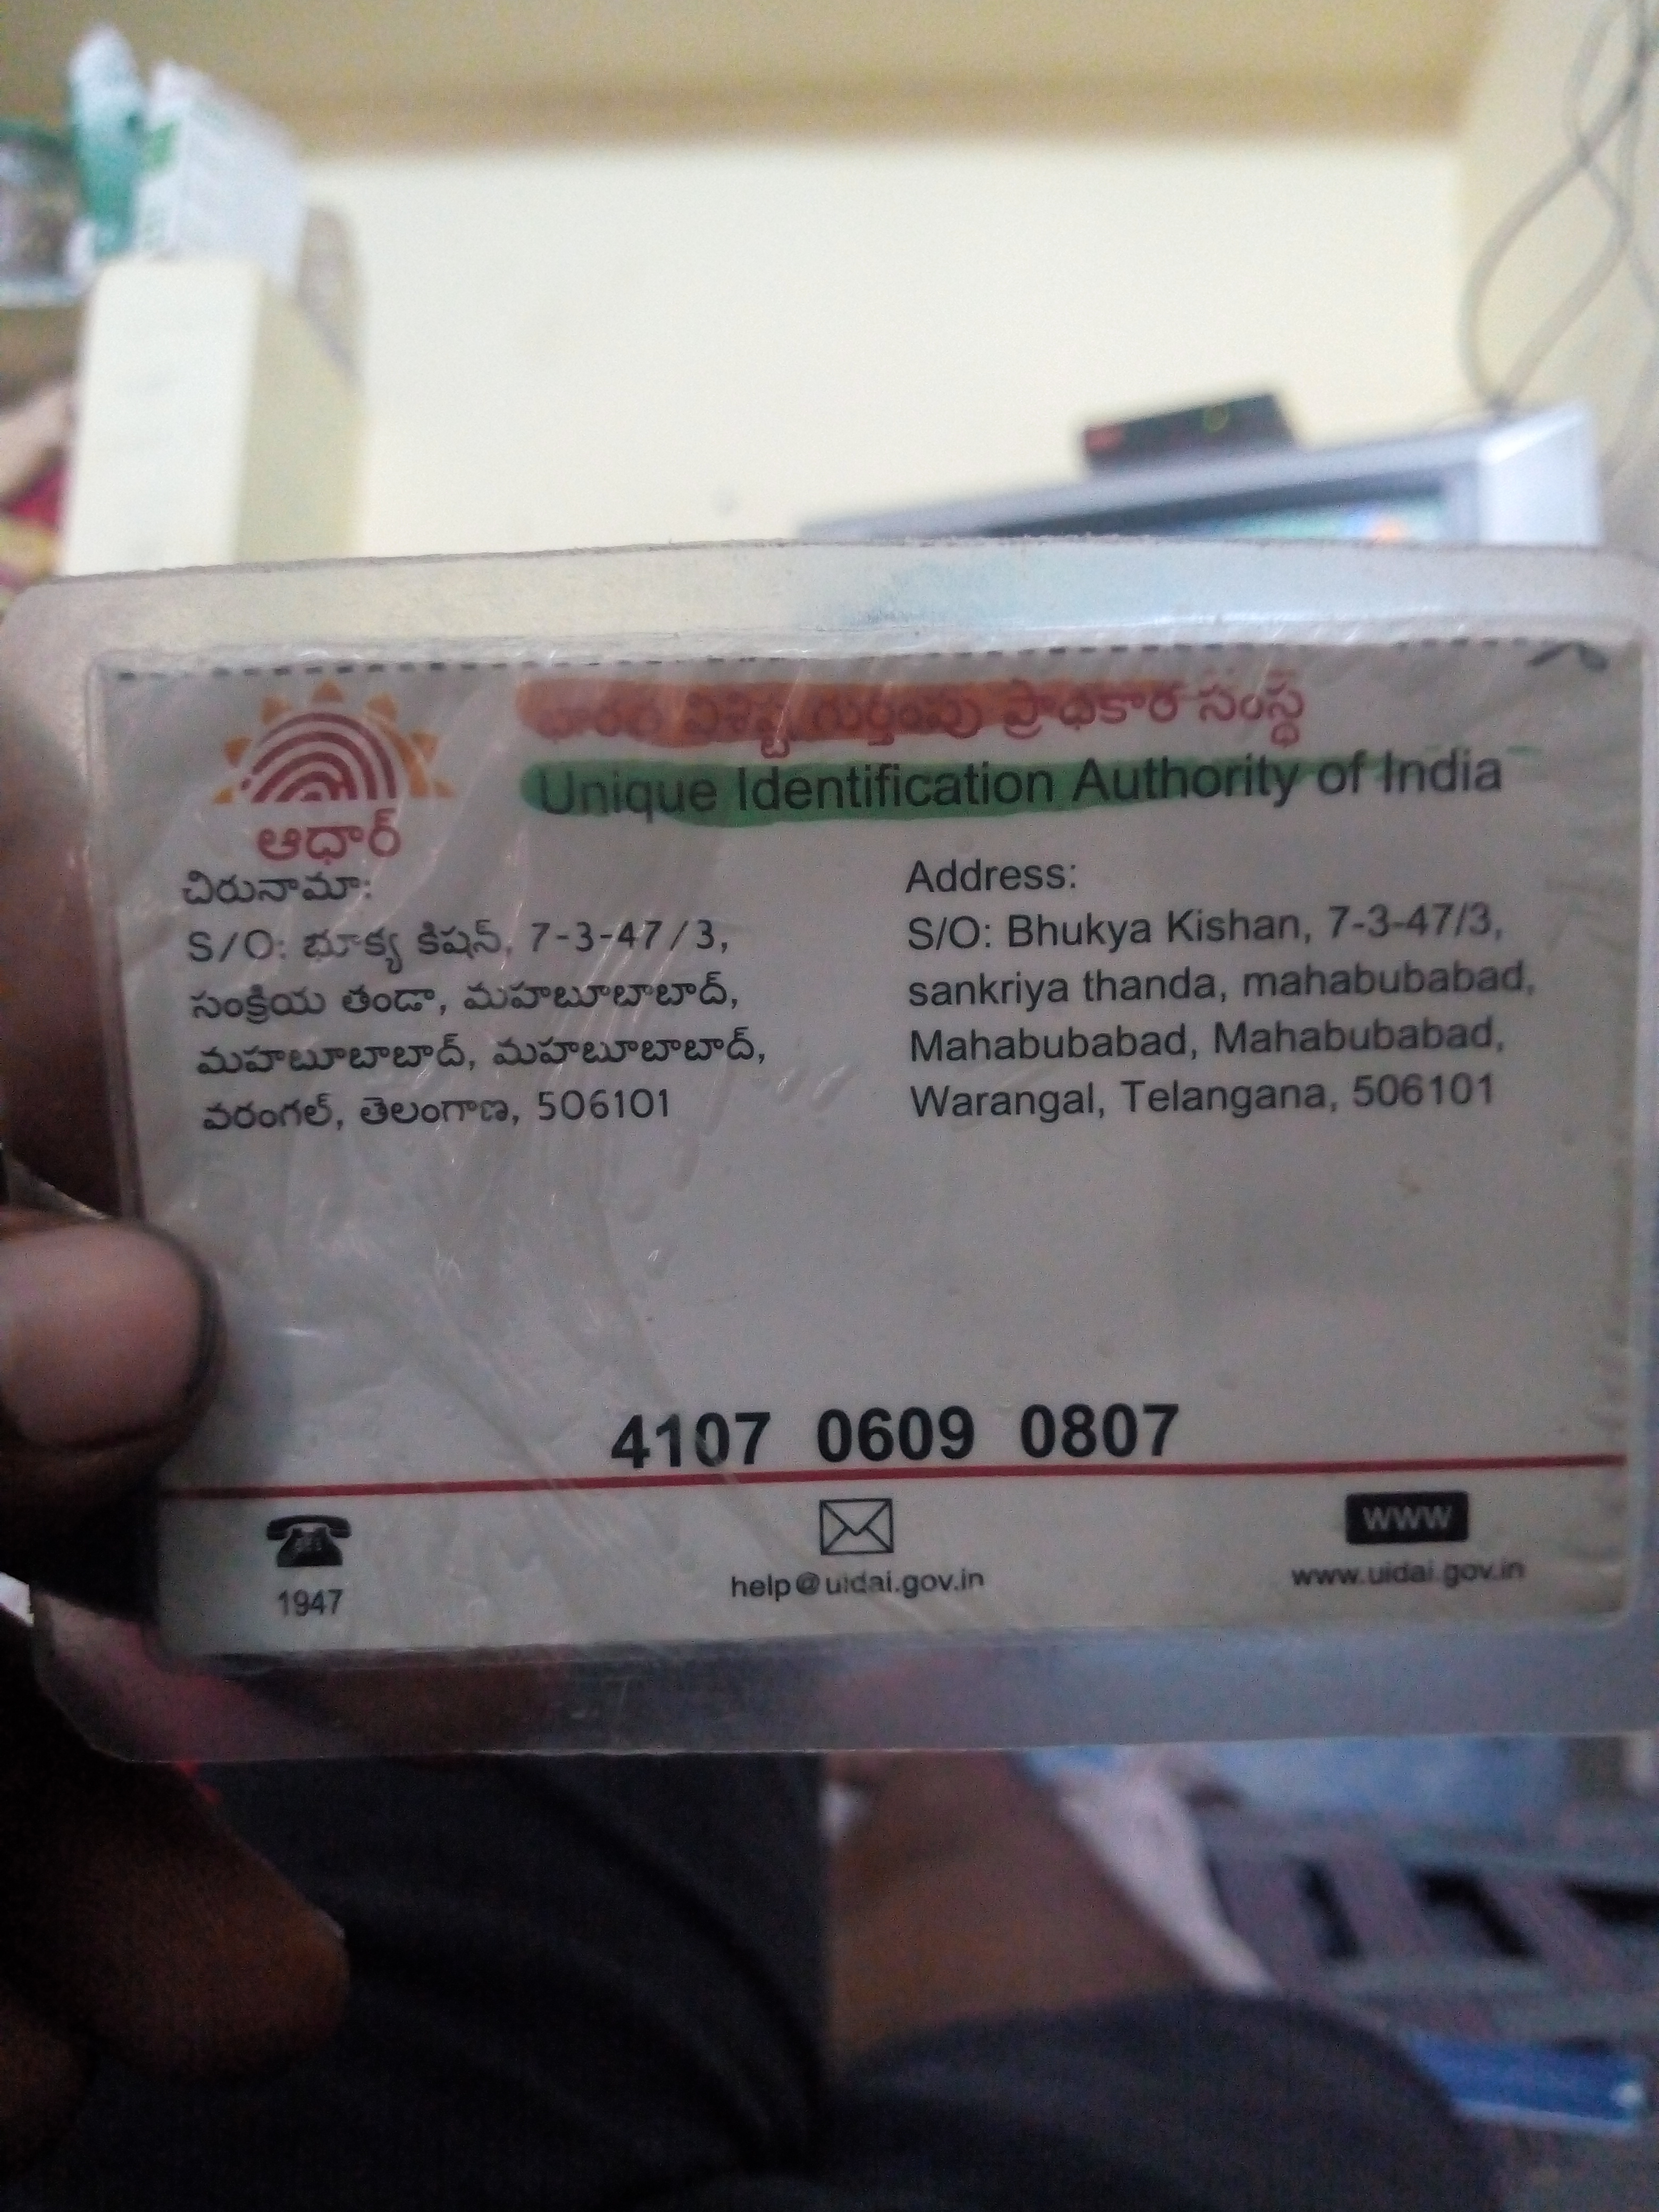 భారత విశిష్ట గుర్తింపు ప్రాధికార సంస్థ
Unique Identification Authority of India
ఆధార్
చిరునామా:
S/O: భూక్య కిషన్, 7-3-47/3,
సంక్రియ తండా, మహబూబాబాద్,
మహబూబాబాద్, మహబూబాబాద్,
వరంగల్, తెలంగాణ, 506101
Address:
S/O: Bhukya Kishan, 7-3-47/3,
sankriya thanda, mahabubabad,
Mahabubabad, Mahabubabad,
Warangal, Telangana, 506101
4107 0609 0807
1947
help@uidai.gov.in
www
www.uidai.gov.in